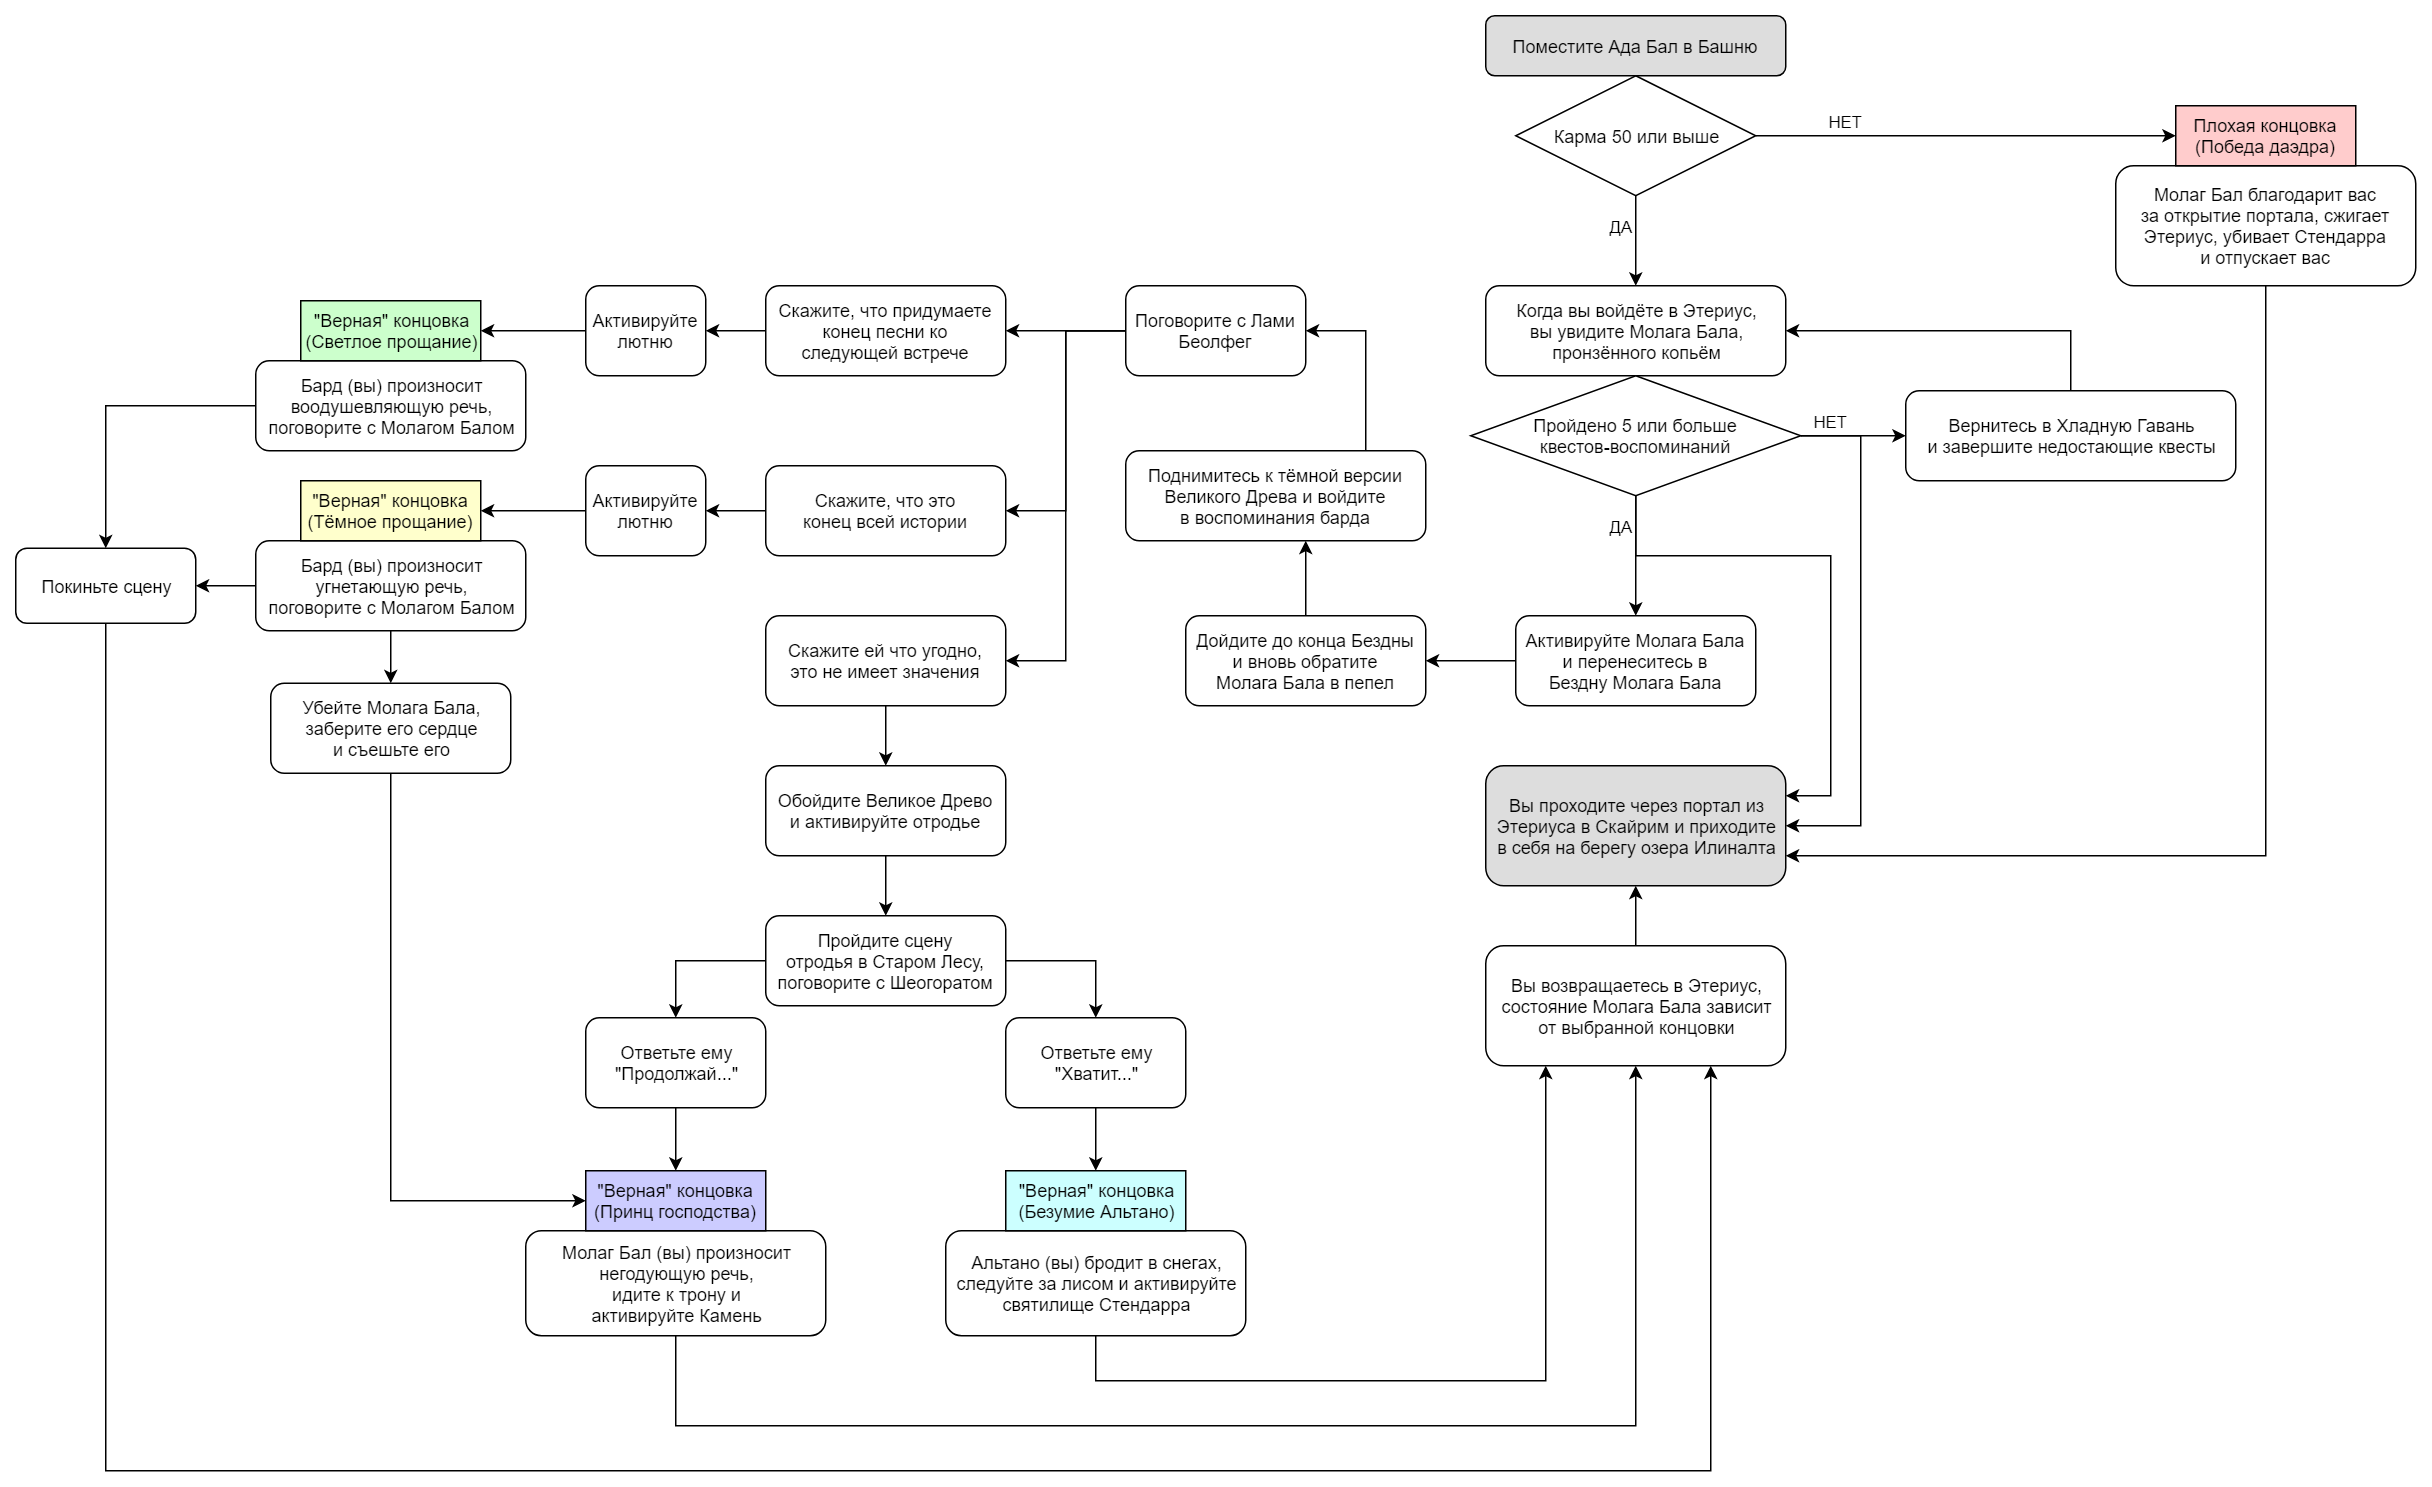 Поместите Ада Бал в Башню
Карма 50 или выше
НЕТ
Плохая концовка
(Победа даэдра)
Молаг Бал благодарит вас
за открытие портала, сжигает
Этериус, убивает Стендарра
и отпускает вас
ДА
Когда вы войдёте в Этериус,
вы увидите Молага Бала,
пронзённого копьём
Пройдено 5 или больше
квестов-воспоминаний
НЕТ
Вернитесь в Хладную Гавань
и завершите недостающие квесты
ДА
Активируйте Молага Бала
и перенеситесь в
Бездну Молага Бала
Дойдите до конца Бездны
и вновь обратите
Молага Бала в пепел
Поднимитесь к тёмной версии
Великого Древа и войдите
в воспоминания барда
Поговорите с Лами
Беолфег
Скажите, что придумаете
конец песни ко
следующей встрече
Активируйте
лютню
"Верная" концовка
(Светлое прощание)
Бард (вы) произносит
воодушевляющую речь,
поговорите с Молагом Балом
Скажите, что это
конец всей истории
Активируйте
лютню
"Верная" концовка
(Тёмное прощание)
Бард (вы) произносит
угнетающую речь,
поговорите с Молагом Балом
Покиньте сцену
Убейте Молага Бала,
заберите его сердце
и съешьте его
Скажите ей что угодно,
это не имеет значения
Обойдите Великое Древо
и активируйте отродье
Пройдите сцену
отродья в Старом Лесу,
поговорите с Шеогоратом
Ответьте ему
"Продолжай..."
Ответьте ему
"Хватит..."
"Верная" концовка
(Принц господства)
Молаг Бал (вы) произносит
негодующую речь,
идите к трону и
активируйте Камень
"Верная" концовка
(Безумие Альтано)
Альтано (вы) бродит в снегах,
следуйте за лисом и активируйте
святилище Стендарра
Вы возвращаетесь в Этериус,
состояние Молага Бала зависит
от выбранной концовки
Вы проходите через портал из
Этериуса в Скайрим и приходите
в себя на берегу озера Илиналта